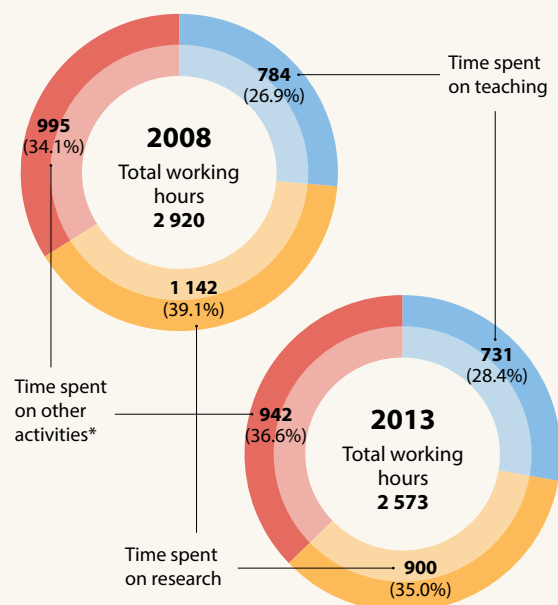 784
(26.9%)
Time spent
on teaching
995
(34.1%)
2008
Total working
hours
2 920
1 142
(39.1%)
Time spent
on other
activities*
731
(28.4%)
942
(36.6%)
2013
Total working
hours
2 573
Time spent
on research
900
(35.0%)